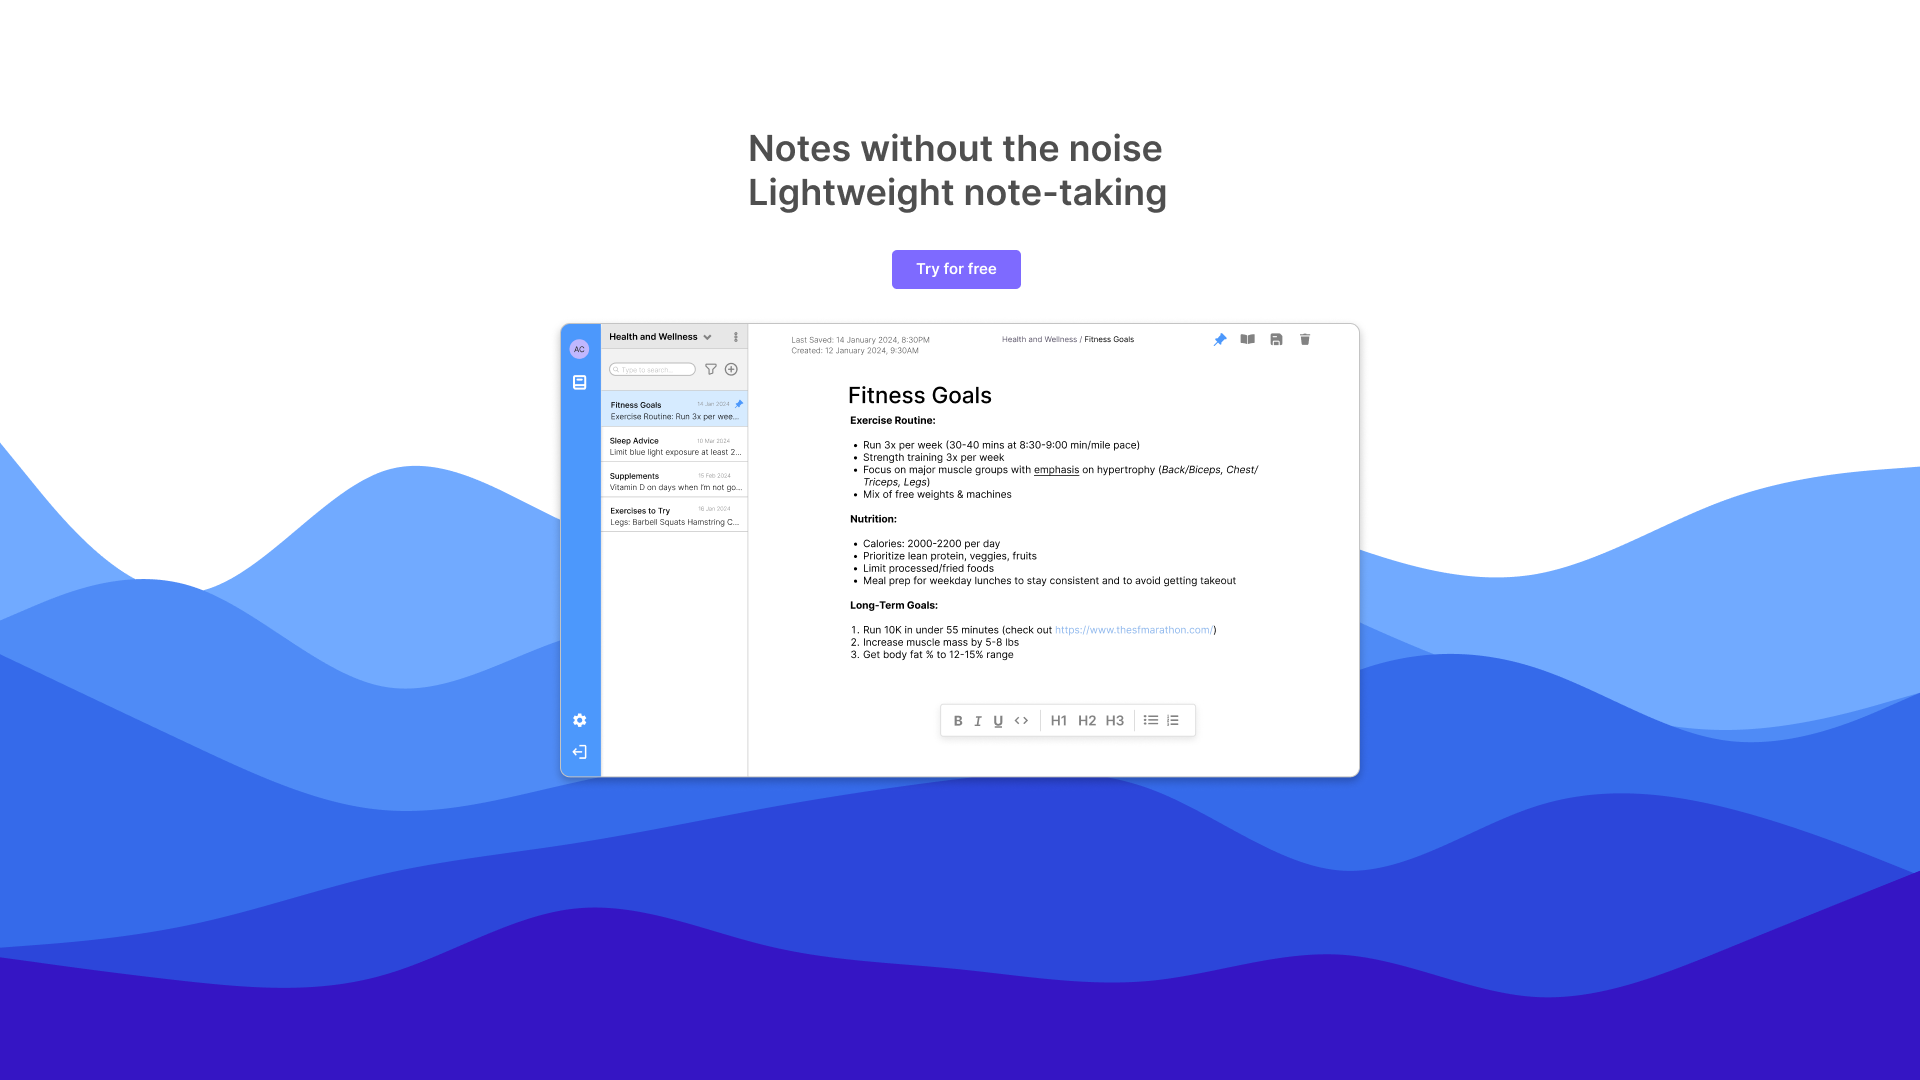 Notes without the noise
Lightweight note-taking
Try for free
AC
Health and Wellness
Type to search...
Fitness Goals
14 Jan 2024
Exercise Routine: Run 3x per wee...
Sleep Advice
10 Mar 2024
Limit blue light exposure at least 2...
Supplements
15 Feb 2024
Vitamin D on days when I'm not go...
Exercises to Try
16 Jan 2024
Legs: Barbell Squats Hamstring C...
Last Saved: 14 January 2024, 8:30PM
Created: 12 January 2024, 9:30AM
Health and Wellness / Fitness Goals
Fitness Goals
Exercise Routine:
• Run 3x per week (30-40 mins at 8:30-9:00 min/mile pace)
• Strength training 3x per week
• Focus on major muscle groups with emphasis on hypertrophy (Back/Biceps, Chest/
Triceps, Legs)
• Mix of free weights & machines
Nutrition:
• Calories: 2000-2200 per day
• Prioritize lean protein, veggies, fruits
• Limit processed/fried foods
• Meal prep for weekday lunches to stay consistent and to avoid getting takeout
Long-Term Goals:
1. Run 10K in under 55 minutes (check out https://www.thesfmarathon.com/)
2. Increase muscle mass by 5-8 lbs
3. Get body fat % to 12-15% range
B I U <> H1 H2 H3